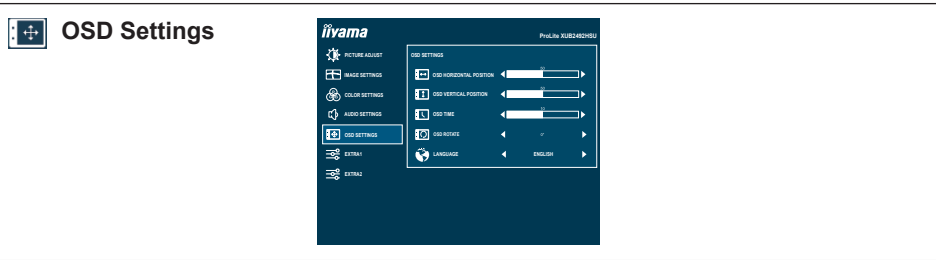 OSD Settings
iiyama
ProLite XUB2492HSU
PICTURE ADJUST
OSD SETTINGS
IMAGE SETTINGS
OSD HORIZONTAL POSITION
50
COLOR SETTINGS
OSD VERTICAL POSITION
50
AUDIO SETTINGS
OSD TIME
OSD SETTINGS
OSD ROTATE
0°
EXTRA1
LANGUAGE
ENGLISH
EXTRA2